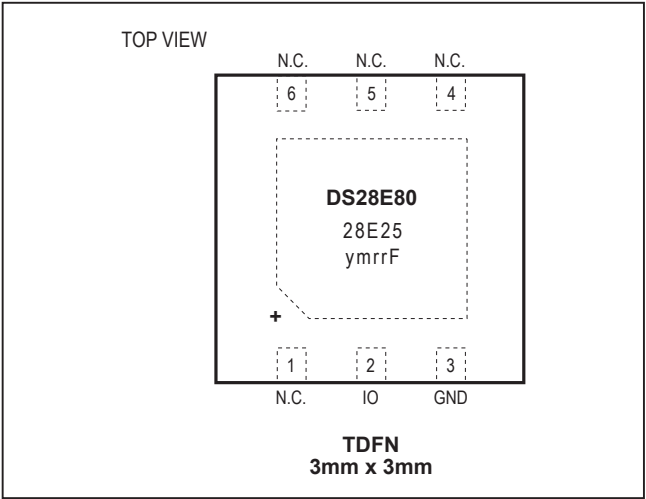 TOP VIEW
N.C. N.C. N.C.
6 5 4
DS28E80
28E25
ymrrF
+
1 2 3
N.C. IO GND
TDFN
3mm x 3mm